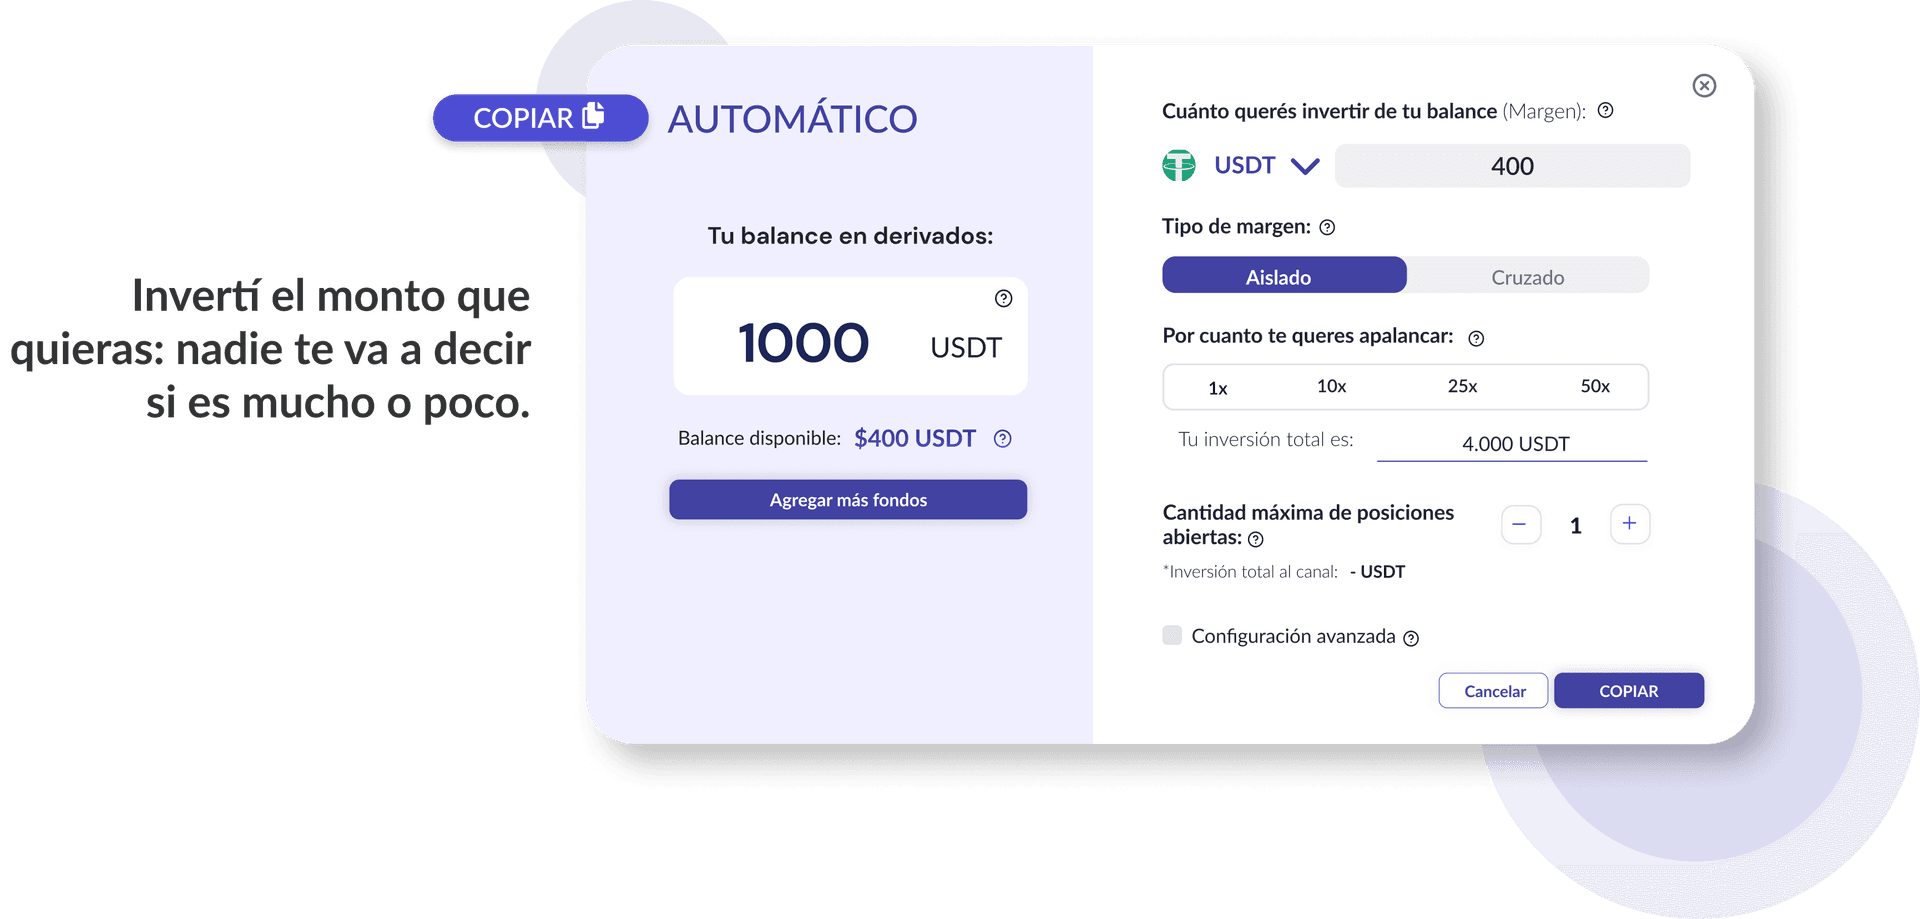 COPIAR
AUTOMÁTICO
Invertí el monto que
quieras: nadie te va a decir
si es mucho o poco.
Tu balance en derivados:
1000 USDT
Balance disponible: $400 USDT
Agregar más fondos
Cuánto querés invertir de tu balance (Margen):
USDT 400
Tipo de margen:
Aislado Cruzado
Por cuanto te queres apalancar:
1x 10x 25x 50x
Tu inversión total es: 4.000 USDT
Cantidad máxima de posiciones
abiertas:
- 1 +
*Inversión total al canal: - USDT
Configuración avanzada
Cancelar COPIAR